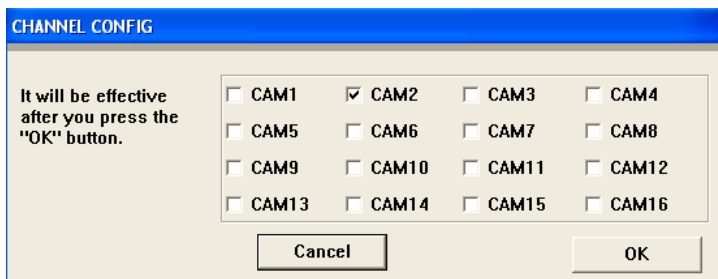 CHANNEL CONFIG
It will be effective
after you press the
"OK" button.
CAM1 CAM2 CAM3 CAM4
CAM5 CAM6 CAM7 CAM8
CAM9 CAM10 CAM11 CAM12
CAM13 CAM14 CAM15 CAM16
Cancel OK